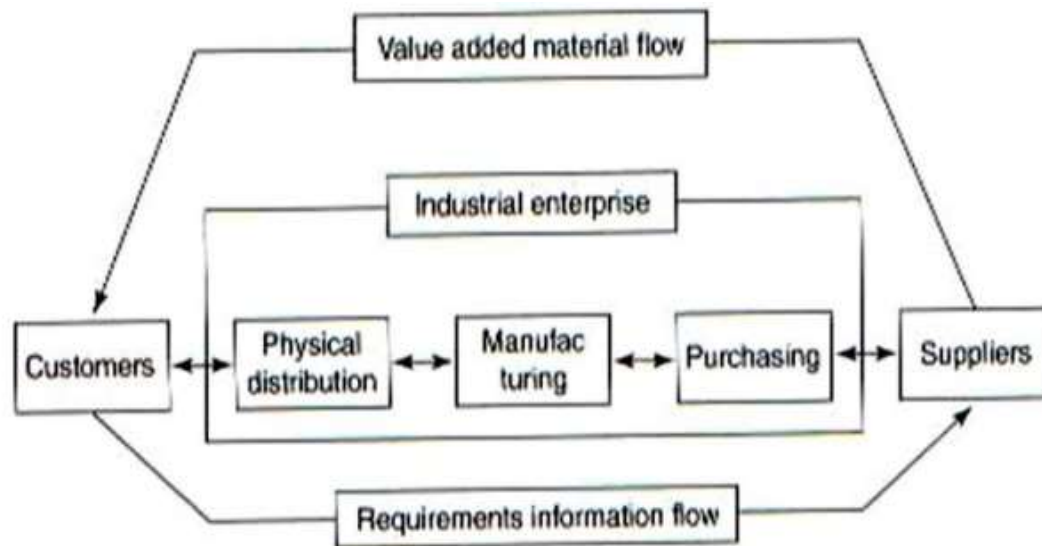 Value added material flow
Industrial enterprise
Customers
Physical
distribution
Manufac
turing
Purchasing
Suppliers
Requirements information flow